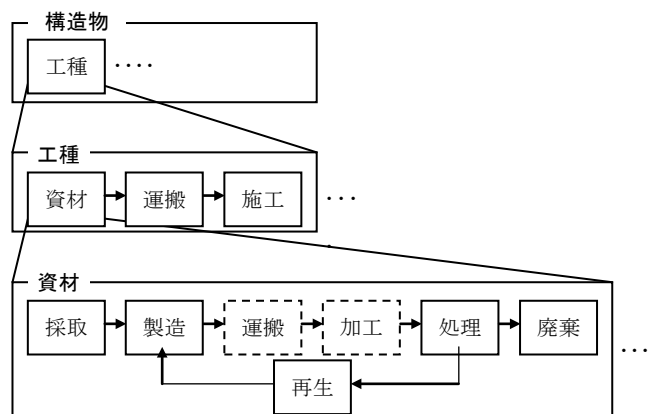 構造物
工種 ････
工種
資材 運搬 施工 ･･･
資材
採取 製造 運搬 加工 処理 廃棄 ･･･
再生